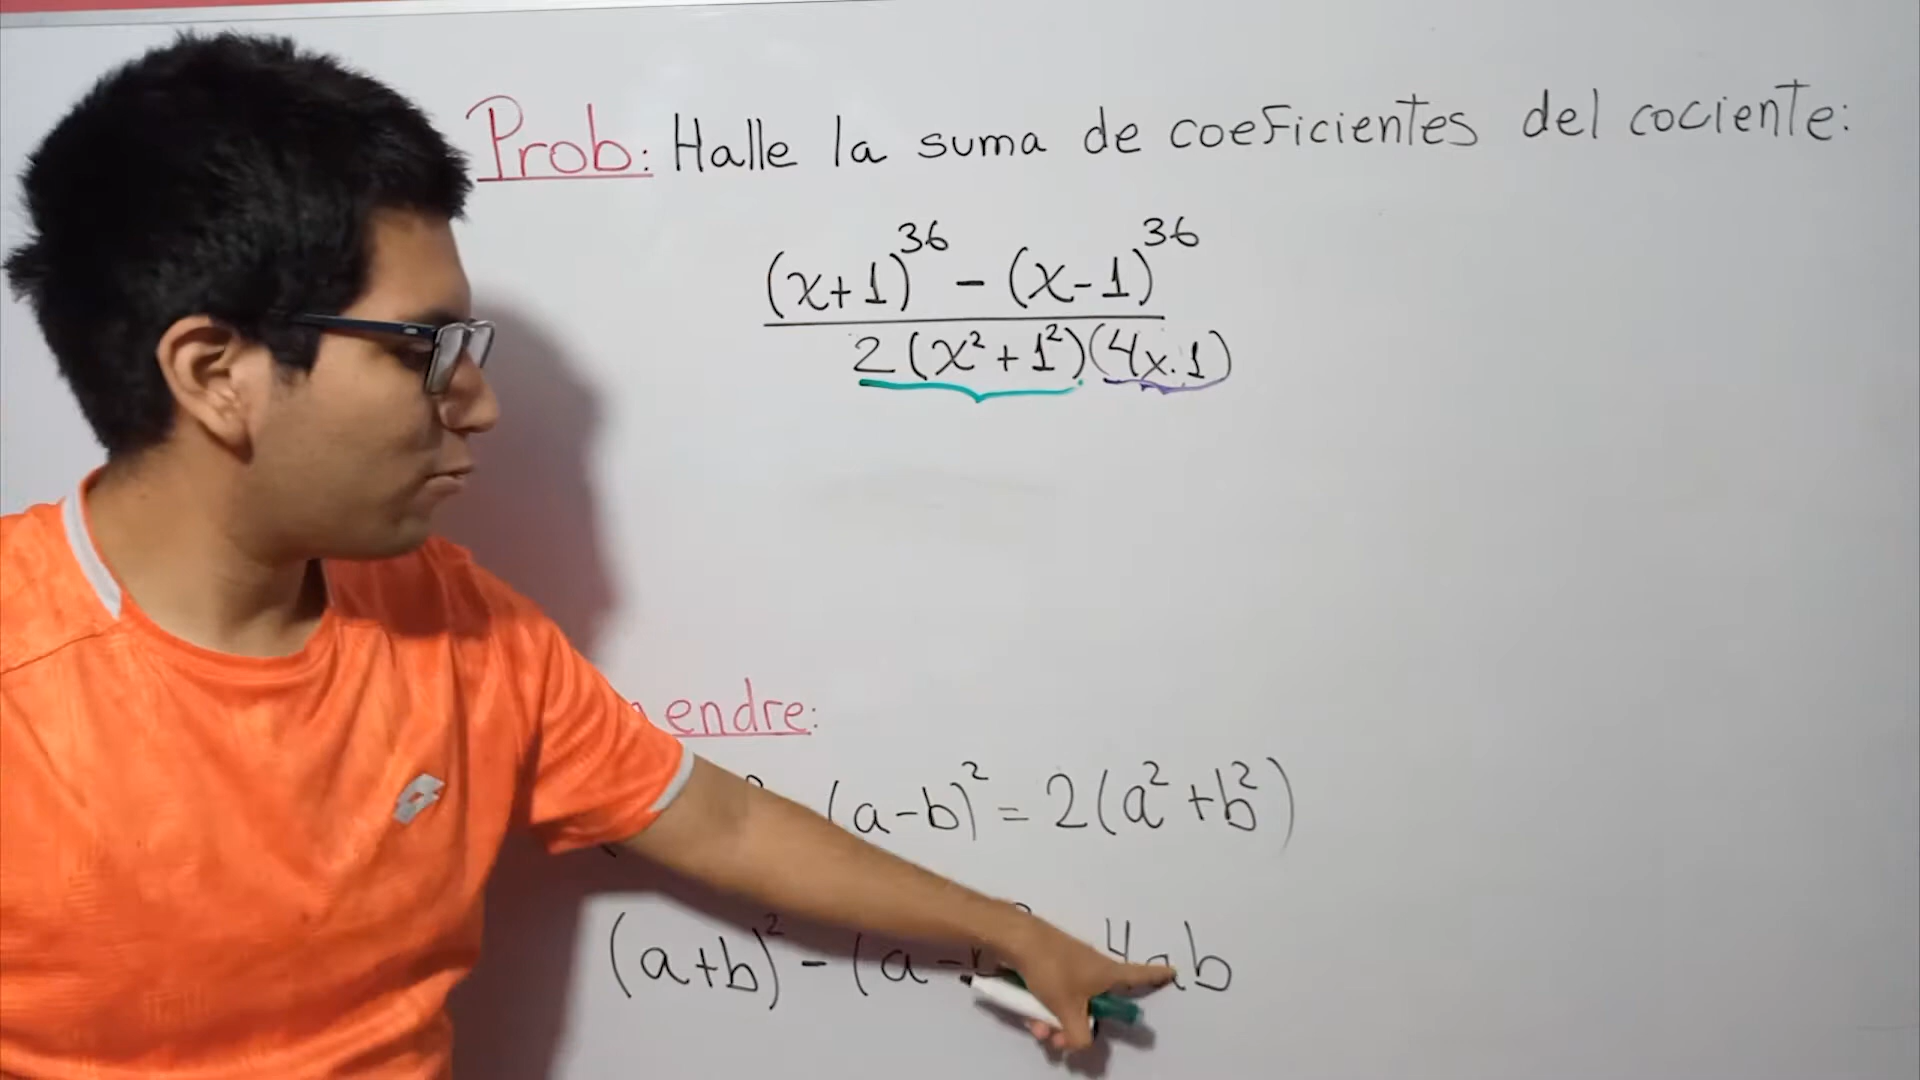 Prob: Halle la suma de coeficientes del cociente:
(x+1)^36 - (x-1)^36
2(x²+1²)(4x.1)
endre:
(a-b)² = 2(a²+b²)
(a+b)² - (a- 4ab